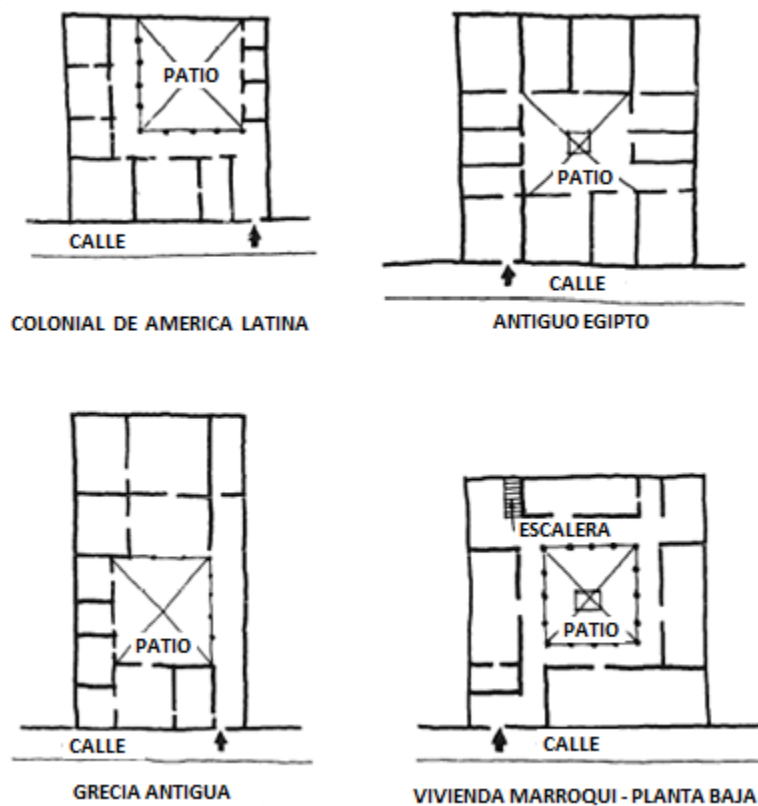 PATIO
CALLE
COLONIAL DE AMERICA LATINA
PATIO
CALLE
ANTIGUO EGIPTO
PATIO
CALLE
GRECIA ANTIGUA
ESCALERA
PATIO
CALLE
VIVIENDA MARROQUI - PLANTA BAJA